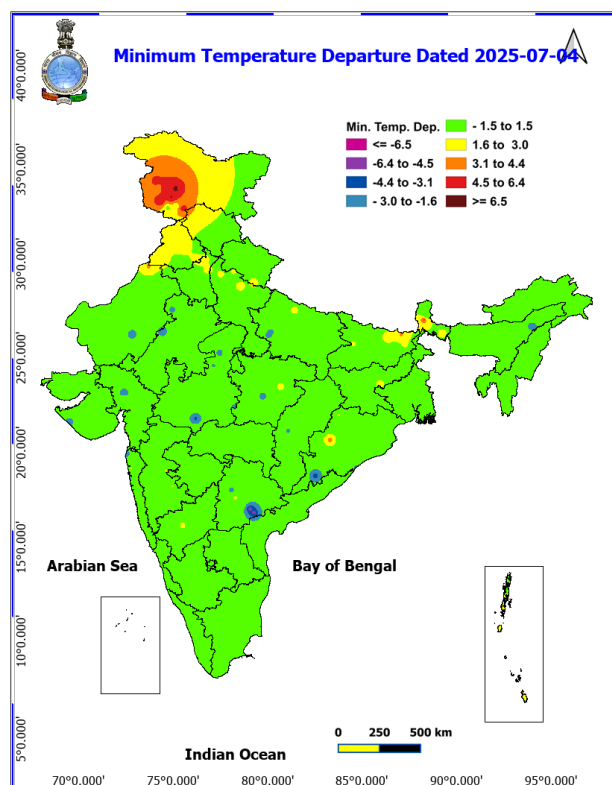 Minimum Temperature Departure Dated 2025-07-04
Min. Temp. Dep.
<= -6.5
-6.4 to -4.5
-4.4 to -3.1
- 3.0 to -1.6
- 1.5 to 1.5
1.6 to 3.0
3.1 to 4.4
4.5 to 6.4
>= 6.5
40°0.000'
35°0.000'
30°0.000'
25°0.000'
20°0.000'
15°0.000'
10°0.000'
5°0.000'
Arabian Sea
Bay of Bengal
Indian Ocean
0 250 500 km
70°0.000' 75°0.000' 80°0.000' 85°0.000' 90°0.000' 95°0.000'